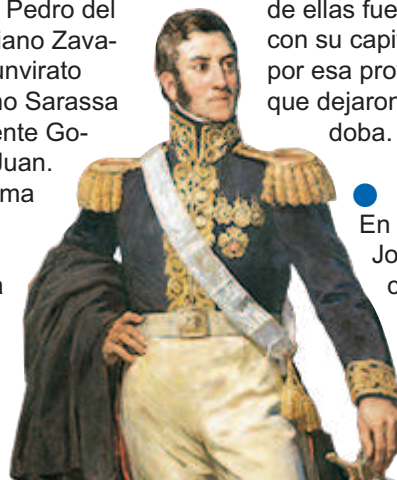 Pedro del
iano Zava-
unvirato
no Sarassa
ente Go-
Juan.
ma
a
de ellas fue
con su capi
por esa pro
que dejaron
doba.
En
Jo
c